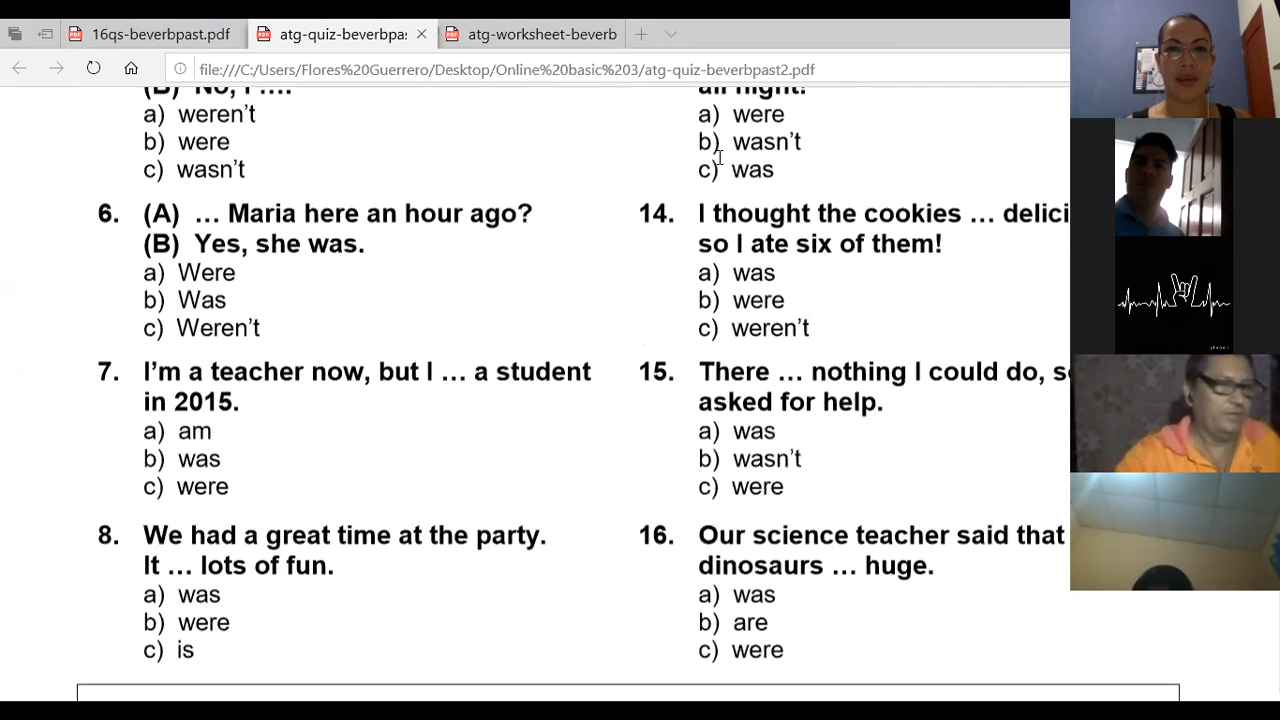 16qs-beverbpast.pdf
atg-quiz-beverbpas
atg-worksheet-beverb
file:///C:/Users/Flores%20Guerrero/Desktop/Online%20basic%203/atg-quiz-beverbpast2.pdf
(B) No, I ….
a) weren't
b) were
c) wasn't
6. (A) … Maria here an hour ago?
(B) Yes, she was.
a) Were
b) Was
c) Weren't
7. I'm a teacher now, but I … a student
in 2015.
a) am
b) was
c) were
8. We had a great time at the party.
It … lots of fun.
a) was
b) were
c) is
all night!
a) were
b) wasn't
c) was
14. I thought the cookies … delici
so I ate six of them!
a) was
b) were
c) weren't
15. There … nothing I could do, so
asked for help.
a) was
b) wasn't
c) were
16. Our science teacher said that
dinosaurs … huge.
a) was
b) are
c) were